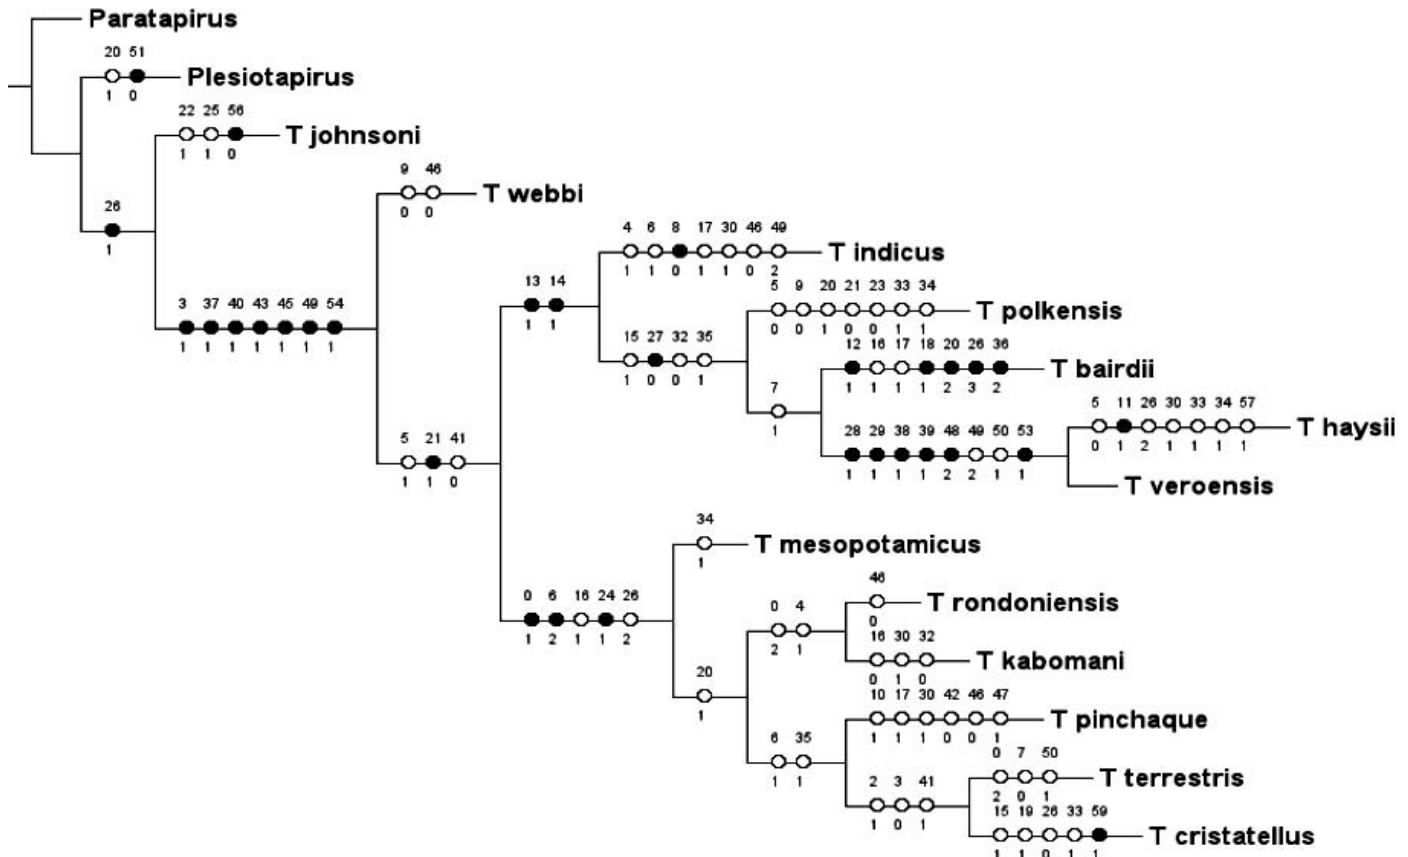 Paratapirus
20 51
Plesiotapirus
1 0
22 25 56
T johnsoni
1 1 0
9 46
T webbi
0 0
26
1
4 6 8 17 30 46 49
T indicus
1 1 0 1 1 0 2
13 14
1 1
5 9 20 21 23 33 34
T polkensis
0 0 1 0 0 1 1
3 37 40 43 45 49 54
1 1 1 1 1 1 1
15 27 32 35
1 0 0 1
12 16 17 18 20 26 36
T bairdii
1 1 1 1 2 3 2
7
1
5 11 26 30 33 34 57
T haysii
0 1 2 1 1 1 1
5 21 41
1 1 0
28 29 38 39 48 49 50 53
1 1 1 1 2 2 1 1
T veroensis
34
T mesopotamicus
1
46
T rondoniensis
0
0 6 16 24 26
1 2 1 1 2
0 4
2 1
16 30 32
T kabomani
0 1 0
20
1
10 17 30 42 46 47
T pinchaque
1 1 1 0 0 1
6 35
1 1
0 7 50
T terrestris
2 0 1
2 3 41
1 0 1
15 19 26 33 59
T cristatellus
1 1 0 1 1